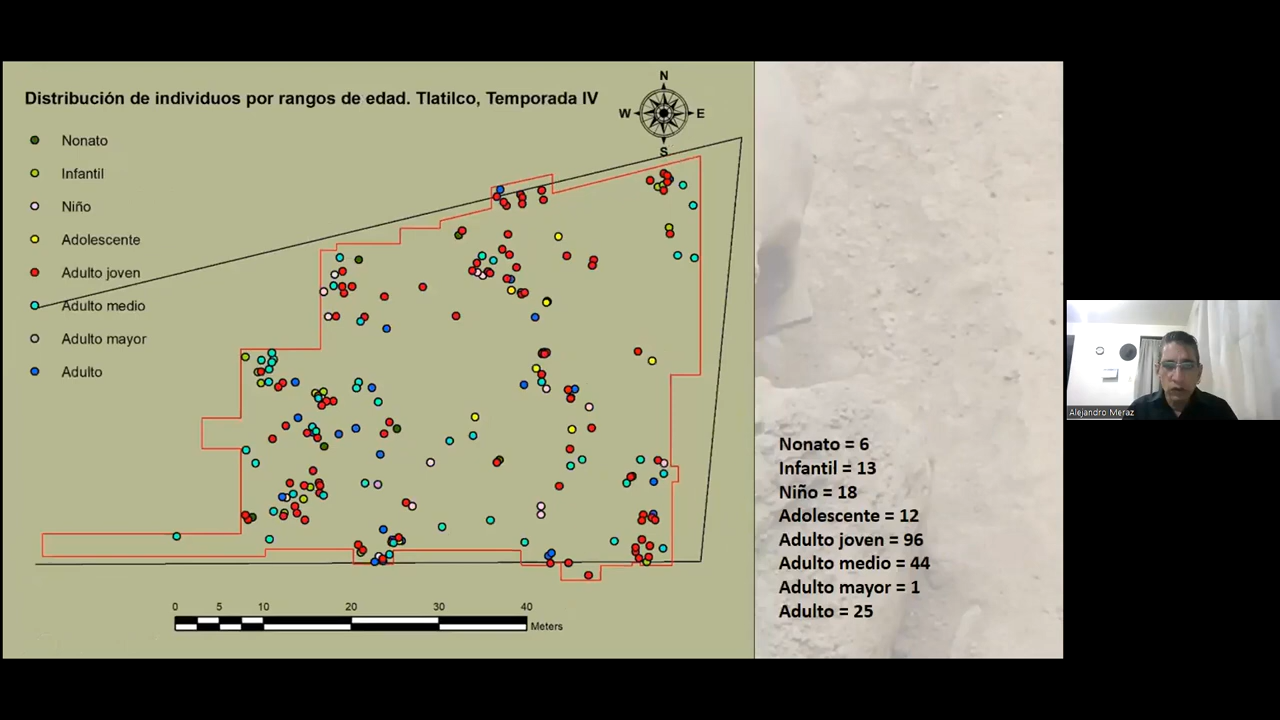 Distribución de individuos por rangos de edad. Tlatilco, Temporada IV
N
W
E
S
Nonato
Infantil
Niño
Adolescente
Adulto joven
Adulto medio
Adulto mayor
Adulto
0 5 10 20 30 40
Meters
Nonato = 6
Infantil = 13
Niño = 18
Adolescente = 12
Adulto joven = 96
Adulto medio = 44
Adulto mayor = 1
Adulto = 25
Alejandro Meraz